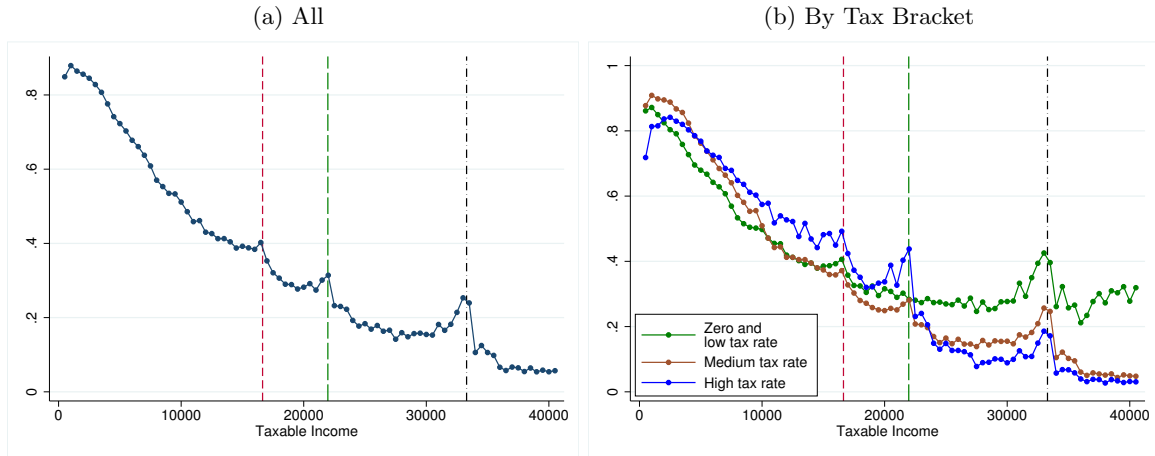 (a) All
.8
.6
.4
.2
0
0 10000 20000 30000 40000
Taxable Income
(b) By Tax Bracket
1
.8
.6
.4
.2
0
Zero and
low tax rate
Medium tax rate
High tax rate
0 10000 20000 30000 40000
Taxable Income